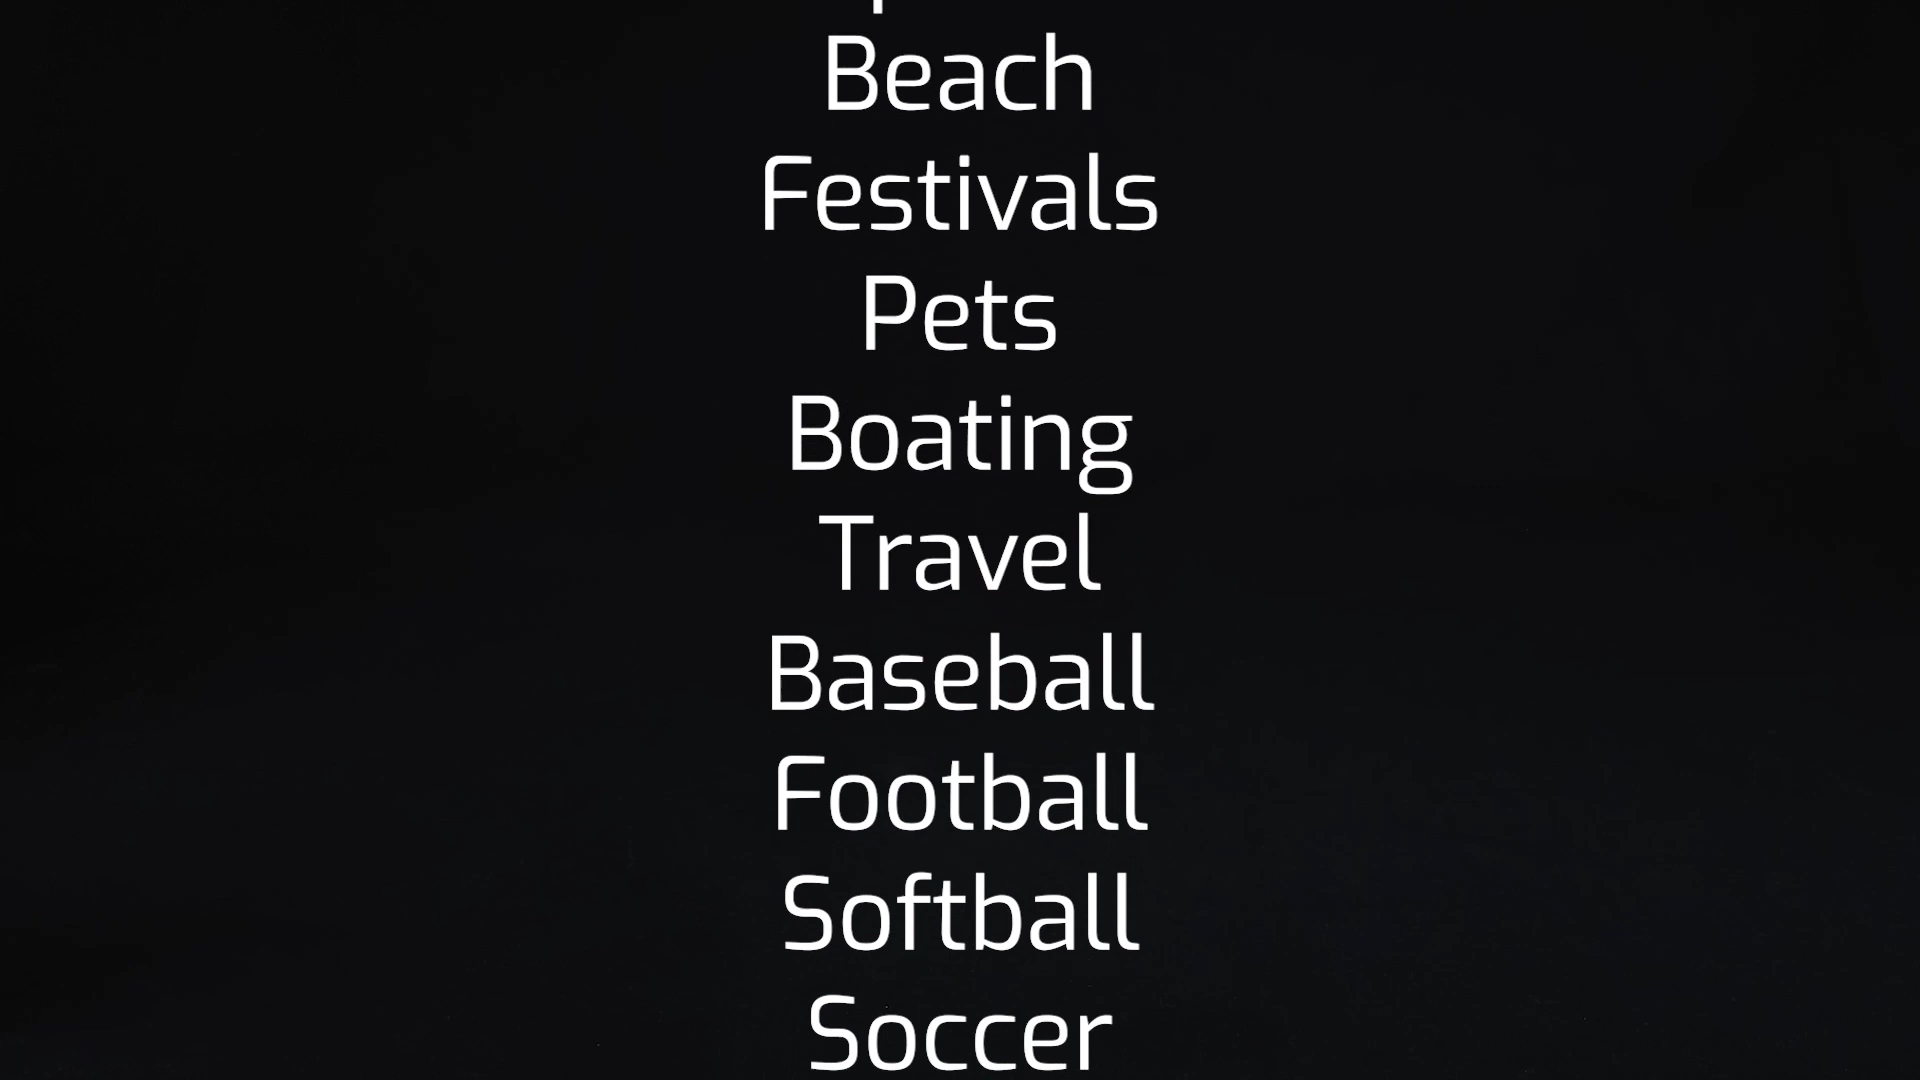 Beach
Festivals
Pets
Boating
Travel
Baseball
Football
Softball
Soccer